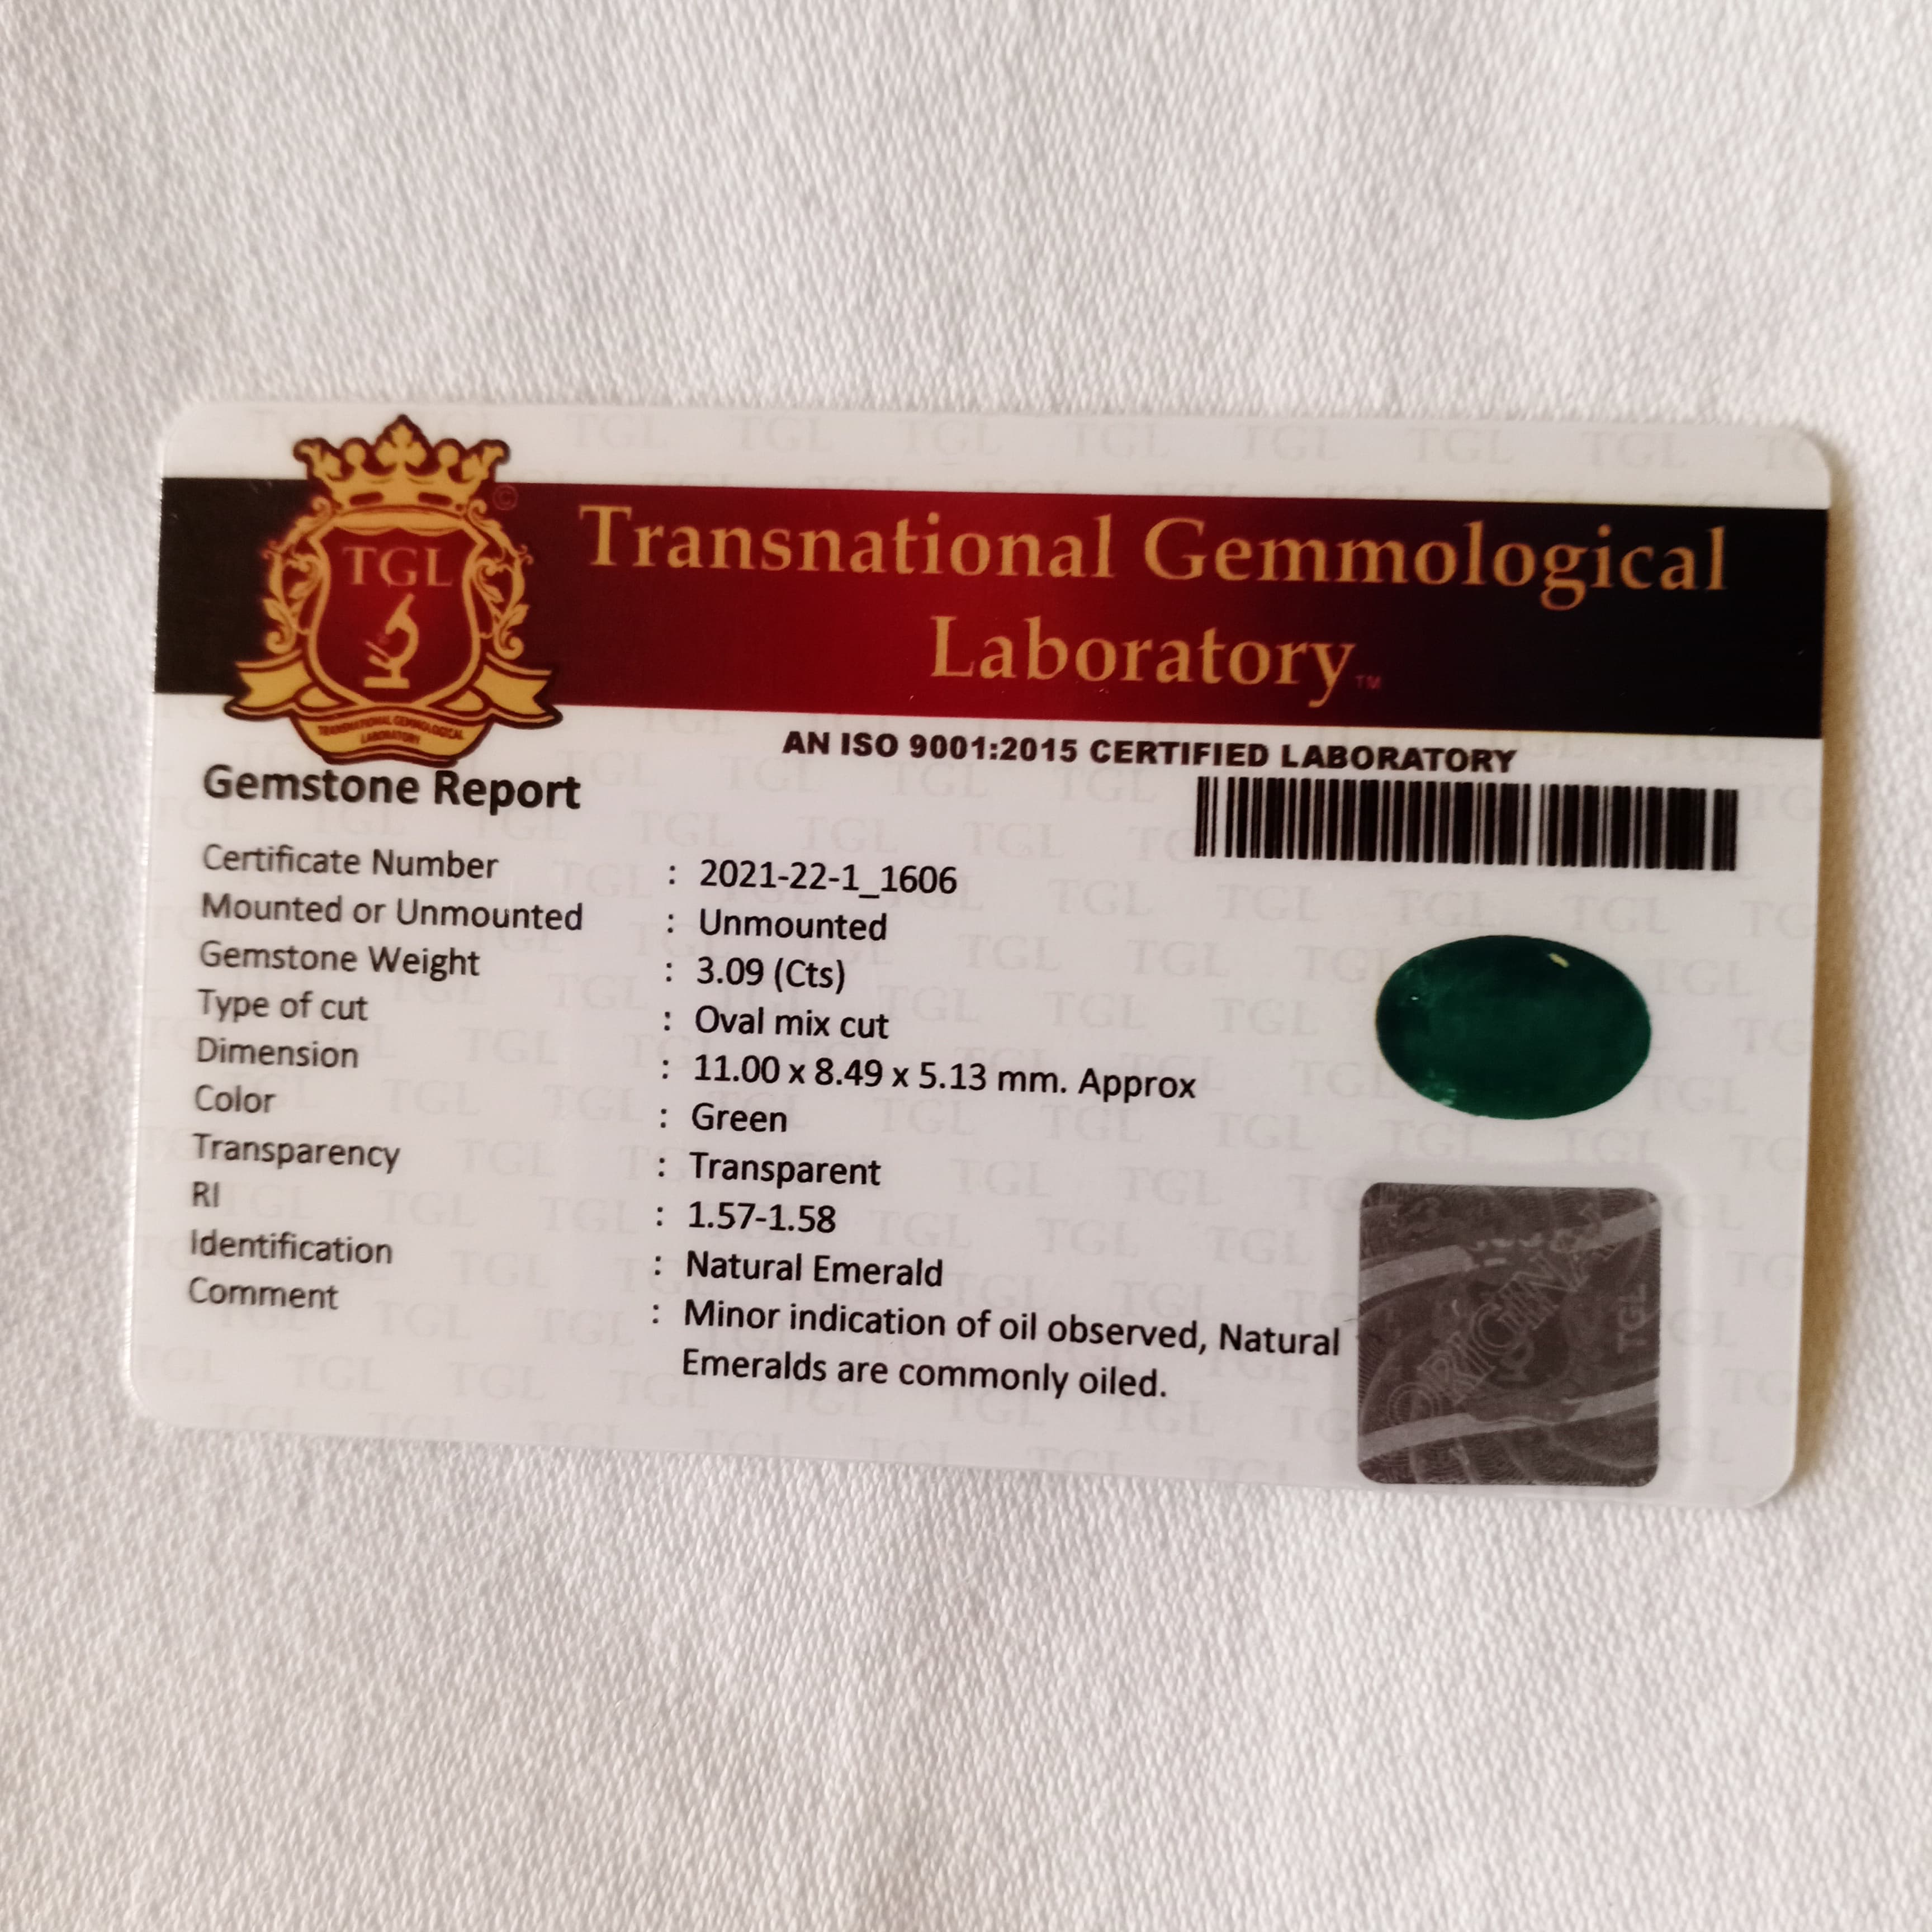 TGL
TRANSNATIONAL GEMMOLOGICAL
LABORATORY
©
Transnational Gemmological
Laboratory™
AN ISO 9001:2015 CERTIFIED LABORATORY
Gemstone Report
Certificate Number : 2021-22-1_1606
Mounted or Unmounted : Unmounted
Gemstone Weight : 3.09 (Cts)
Type of cut : Oval mix cut
Dimension : 11.00 x 8.49 x 5.13 mm. Approx
Color : Green
Transparency : Transparent
RI : 1.57-1.58
Identification : Natural Emerald
Comment : Minor indication of oil observed, Natural
Emeralds are commonly oiled.
ORIGINAL
TGL